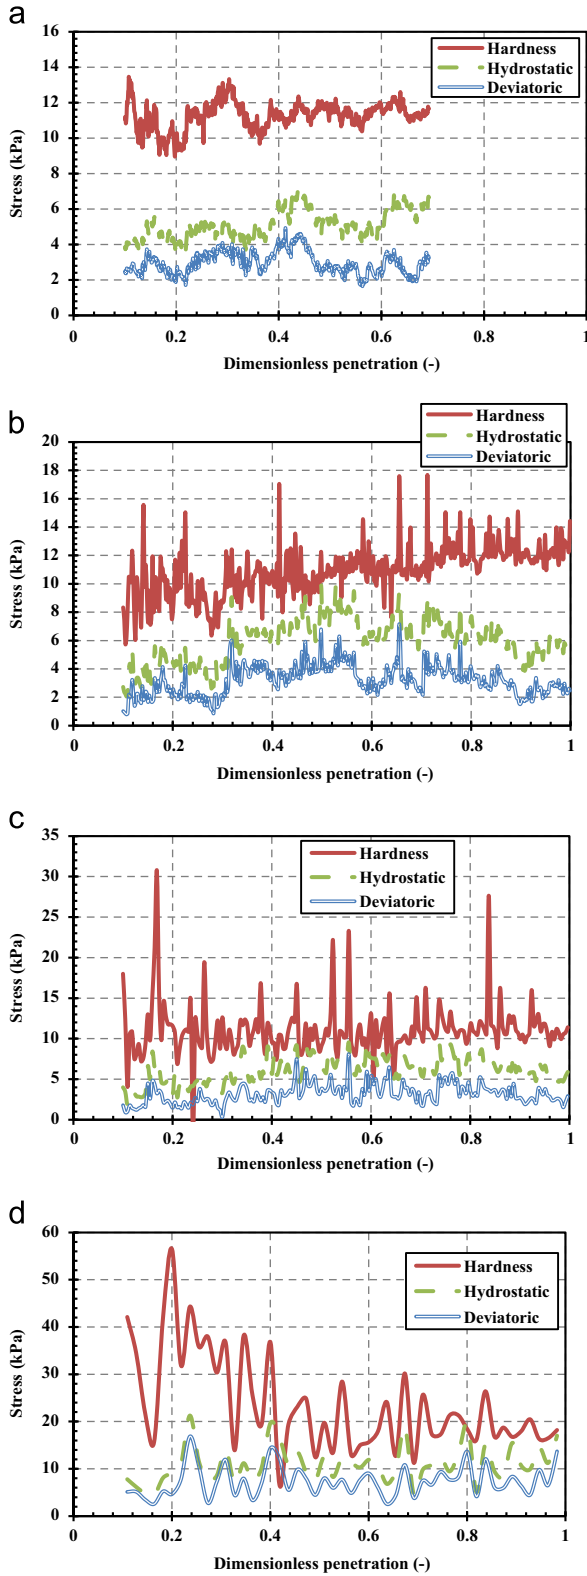 a
16
14
12
10
8
6
4
2
0
Stress (kPa)
Hardness
Hydrostatic
Deviatoric
0 0.2 0.4 0.6 0.8 1
Dimensionless penetration (-)
b
20
18
16
14
12
10
8
6
4
2
0
Stress (kPa)
Hardness
Hydrostatic
Deviatoric
0 0.2 0.4 0.6 0.8 1
Dimensionless penetration (-)
c
35
30
25
20
15
10
5
0
Stress (kPa)
Hardness
Hydrostatic
Deviatoric
0 0.2 0.4 0.6 0.8 1
Dimensionless penetration (-)
d
60
50
40
30
20
10
0
Stress (kPa)
Hardness
Hydrostatic
Deviatoric
0 0.2 0.4 0.6 0.8 1
Dimensionless penetration (-)